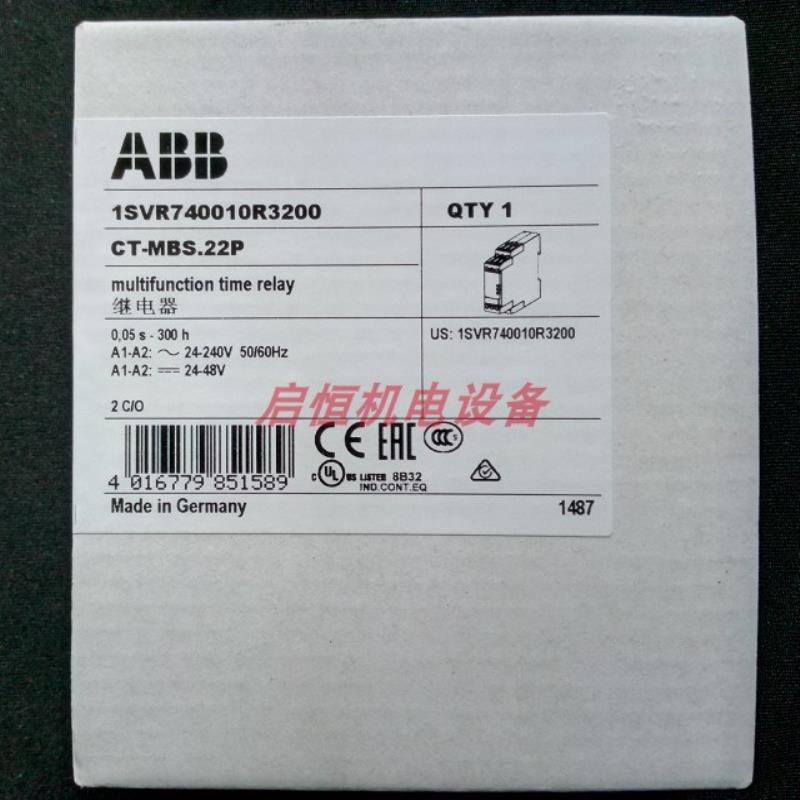 ABB
1SVR740010R3200
QTY 1
CT-MBS.22P
multifunction time relay
继电器
0,05 s - 300 h
A1-A2: ～ 24-240V 50/60Hz
A1-A2: ⎓ 24-48V
2 C/O
US: 1SVR740010R3200
启恒机电设备
4 016779 851589
CE EAC CCC S
C UL US LISTED 8B32
IND.CONT.EQ
Made in Germany
1487